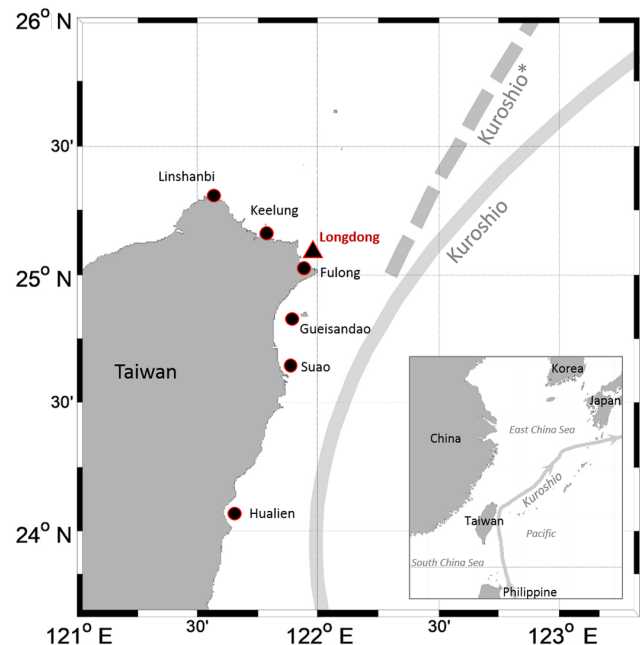 26° N
Kuroshio*
30'
Linshanbi
Keelung
Kuroshio
Longdong
25° N
Fulong
Gueisandao
Taiwan
Suao
30'
Korea
Japan
East China Sea
China
Kuroshio
Taiwan
Pacific
Hualien
24° N
South China Sea
Philippine
121° E
30'
122° E
30'
123° E